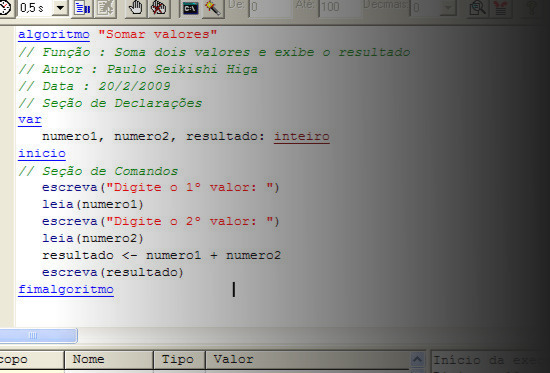 0,5 s De: 0 Até: 100 Decimais: 0
algoritmo "Somar valores"
// Função : Soma dois valores e exibe o resultado
// Autor : Paulo Seikishi Higa
// Data : 20/2/2009
// Seção de Declarações
var
numero1, numero2, resultado: inteiro
inicio
// Seção de Comandos
escreva("Digite o 1º valor: ")
leia(numero1)
escreva("Digite o 2º valor: ")
leia(numero2)
resultado <- numero1 + numero2
escreva(resultado)
fimalgoritmo
copo Nome Tipo Valor Início da exe